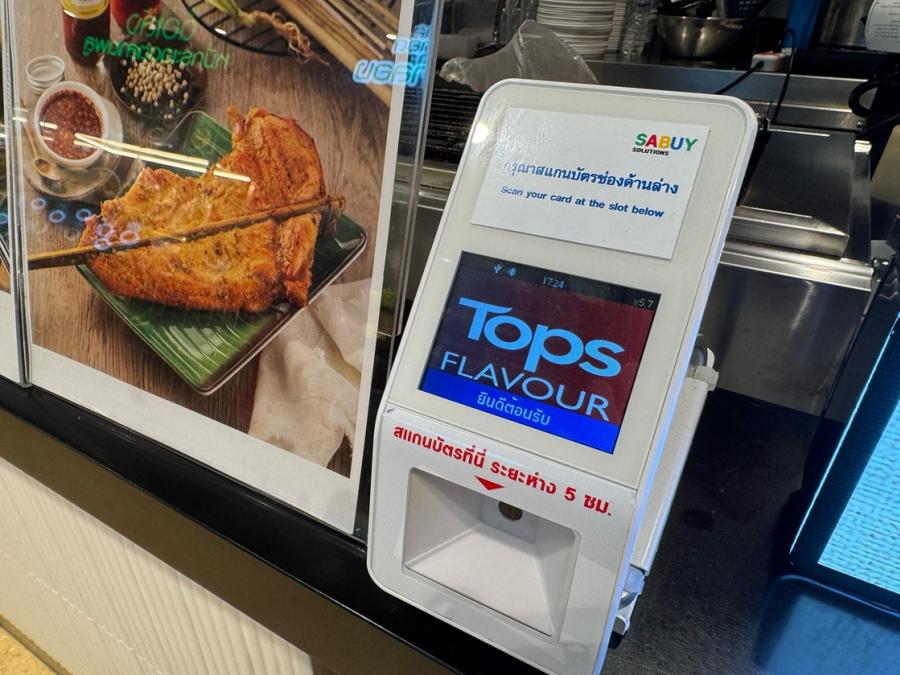 SABUY
SOLUTIONS
กรุณาสแกนบัตรช่องด้านล่าง
Scan your card at the slot below
17:24
v5.7
Tops
FLAVOUR
ยินดีต้อนรับ
สแกนบัตรที่นี่ ระยะห่าง 5 ซม.